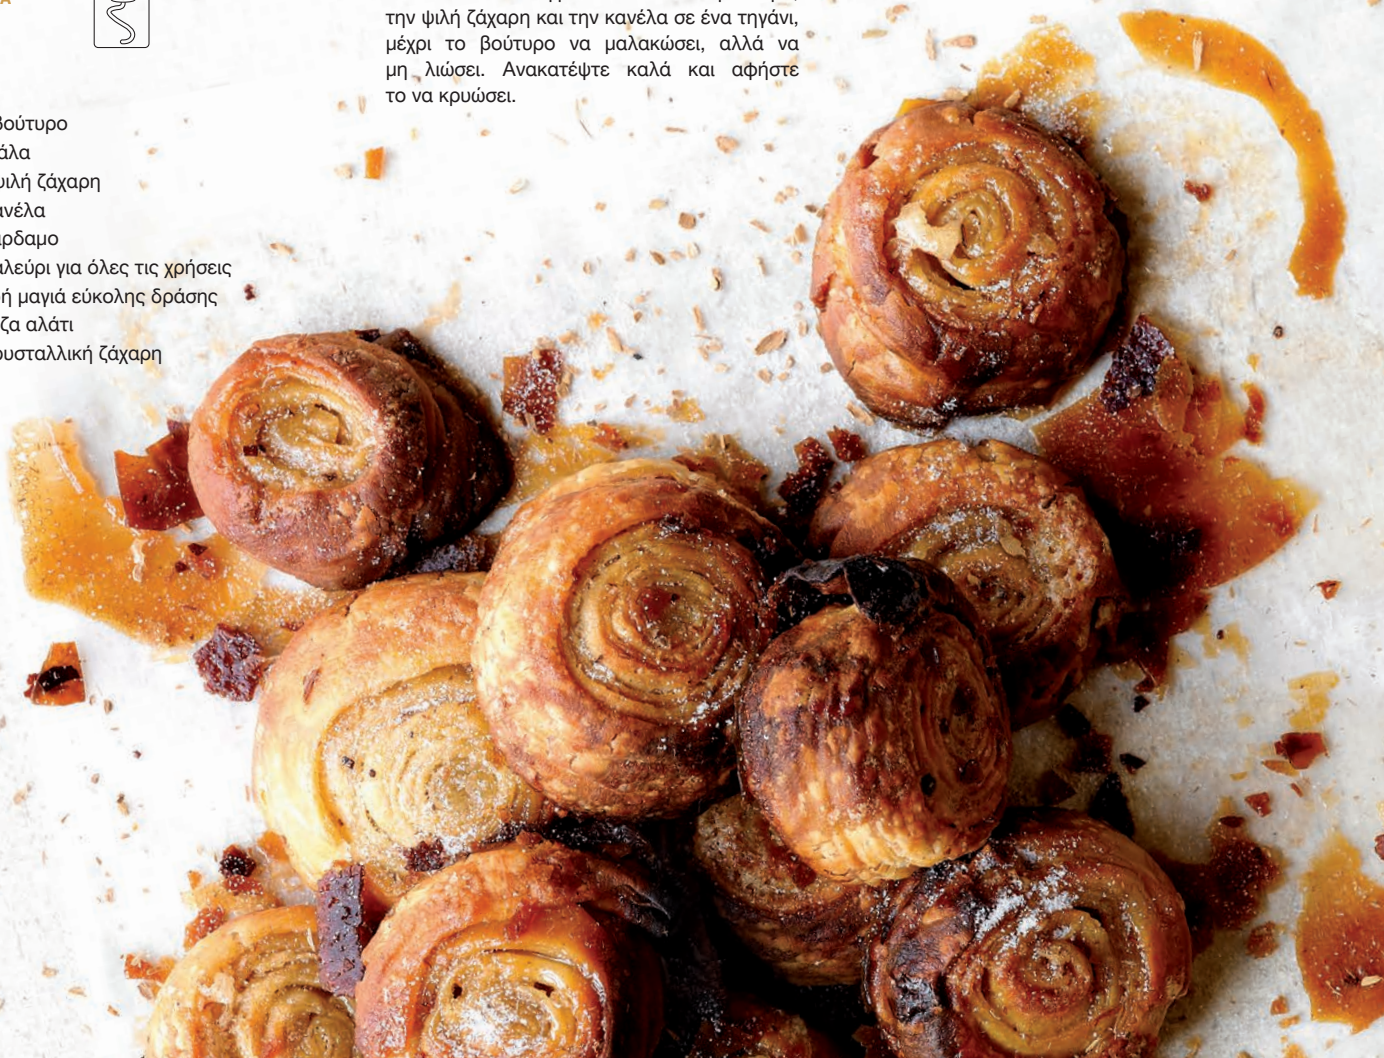 την ψιλή ζάχαρη και την κανέλα σε ένα τηγάνι,
μέχρι το βούτυρο να μαλακώσει, αλλά να
μη λιώσει. Ανακατέψτε καλά και αφήστε
το να κρυώσει.
βούτυρο
άλα
ψιλή ζάχαρη
ανέλα
άρδαμο
αλεύρι για όλες τις χρήσεις
ή μαγιά εύκολης δράσης
ζα αλάτι
ρυσταλλική ζάχαρη